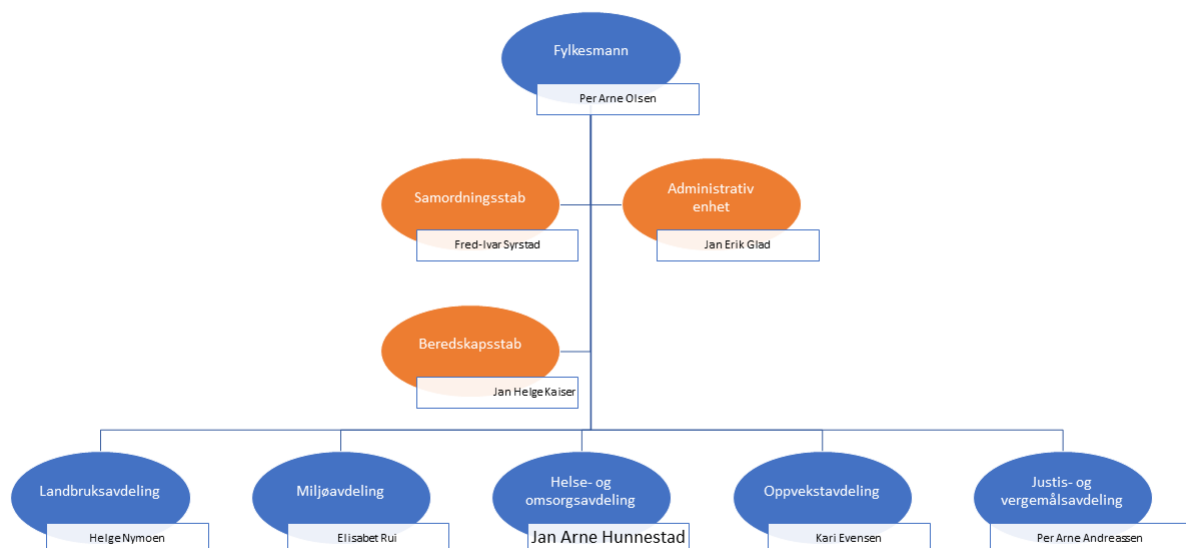 Fylkesmann
Per Arne Olsen
Samordningsstab
Fred-Ivar Syrstad
Administrativ
enhet
Jan Erik Glad
Beredskapsstab
Jan Helge Kaiser
Landbruksavdeling
Helge Nymoen
Miljøavdeling
Elisabet Rui
Helse- og
omsorgsavdeling
Jan Arne Hunnestad
Oppvekstavdeling
Kari Evensen
Justis- og
vergemålsavdeling
Per Arne Andreassen